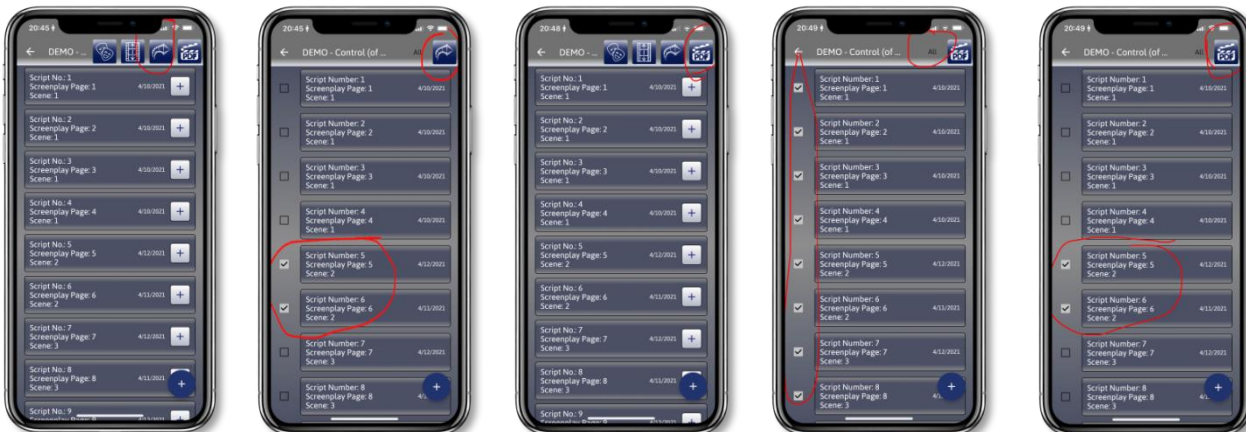 20:45
DEMO - ...
PDF
Script No.: 1
Screenplay Page: 1
Scene: 1
4/10/2021
+
Script No.: 2
Screenplay Page: 2
Scene: 1
4/10/2021
+
Script No.: 3
Screenplay Page: 3
Scene: 1
4/10/2021
+
Script No.: 4
Screenplay Page: 4
Scene: 1
4/10/2021
+
Script No.: 5
Screenplay Page: 5
Scene: 2
4/12/2021
+
Script No.: 6
Screenplay Page: 6
Scene: 2
4/11/2021
+
Script No.: 7
Screenplay Page: 7
Scene: 3
4/12/2021
+
Script No.: 8
Screenplay Page: 8
Scene: 3
4/11/2021
+
Script No.: 9
20:45
DEMO - Control (of ...
All
Script Number: 1
Screenplay Page: 1
Scene: 1
4/10/2021
Script Number: 2
Screenplay Page: 2
Scene: 1
4/10/2021
Script Number: 3
Screenplay Page: 3
Scene: 1
4/10/2021
Script Number: 4
Screenplay Page: 4
Scene: 1
4/10/2021
Script Number: 5
Screenplay Page: 5
Scene: 2
4/12/2021
Script Number: 6
Screenplay Page: 6
Scene: 2
4/11/2021
Script Number: 7
Screenplay Page: 7
Scene: 3
4/12/2021
Script Number: 8
Screenplay Page: 8
Scene: 3
+
20:48
DEMO - ...
PDF
Script No.: 1
Screenplay Page: 1
Scene: 1
4/10/2021
+
Script No.: 2
Screenplay Page: 2
Scene: 1
4/10/2021
+
Script No.: 3
Screenplay Page: 3
Scene: 1
4/10/2021
+
Script No.: 4
Screenplay Page: 4
Scene: 1
4/10/2021
+
Script No.: 5
Screenplay Page: 5
Scene: 2
4/12/2021
+
Script No.: 6
Screenplay Page: 6
Scene: 2
4/11/2021
+
Script No.: 7
Screenplay Page: 7
Scene: 3
4/12/2021
+
Script No.: 8
Screenplay Page: 8
Scene: 3
4/11/2021
+
Script No.: 9
20:49
DEMO - Control (of ...
All
PDF
Script Number: 1
Screenplay Page: 1
Scene: 1
4/10/2021
Script Number: 2
Screenplay Page: 2
Scene: 1
4/10/2021
Script Number: 3
Screenplay Page: 3
Scene: 1
4/10/2021
Script Number: 4
Screenplay Page: 4
Scene: 1
4/10/2021
Script Number: 5
Screenplay Page: 5
Scene: 2
4/12/2021
Script Number: 6
Screenplay Page: 6
Scene: 2
4/11/2021
Script Number: 7
Screenplay Page: 7
Scene: 3
4/12/2021
Script Number: 8
Screenplay Page: 8
Scene: 3
+
20:49
DEMO - Control (of ...
All
PDF
Script Number: 1
Screenplay Page: 1
Scene: 1
4/10/2021
Script Number: 2
Screenplay Page: 2
Scene: 1
4/10/2021
Script Number: 3
Screenplay Page: 3
Scene: 1
4/10/2021
Script Number: 4
Screenplay Page: 4
Scene: 1
4/10/2021
Script Number: 5
Screenplay Page: 5
Scene: 2
4/12/2021
Script Number: 6
Screenplay Page: 6
Scene: 2
4/11/2021
Script Number: 7
Screenplay Page: 7
Scene: 3
4/12/2021
Script Number: 8
Screenplay Page: 8
Scene: 3
+